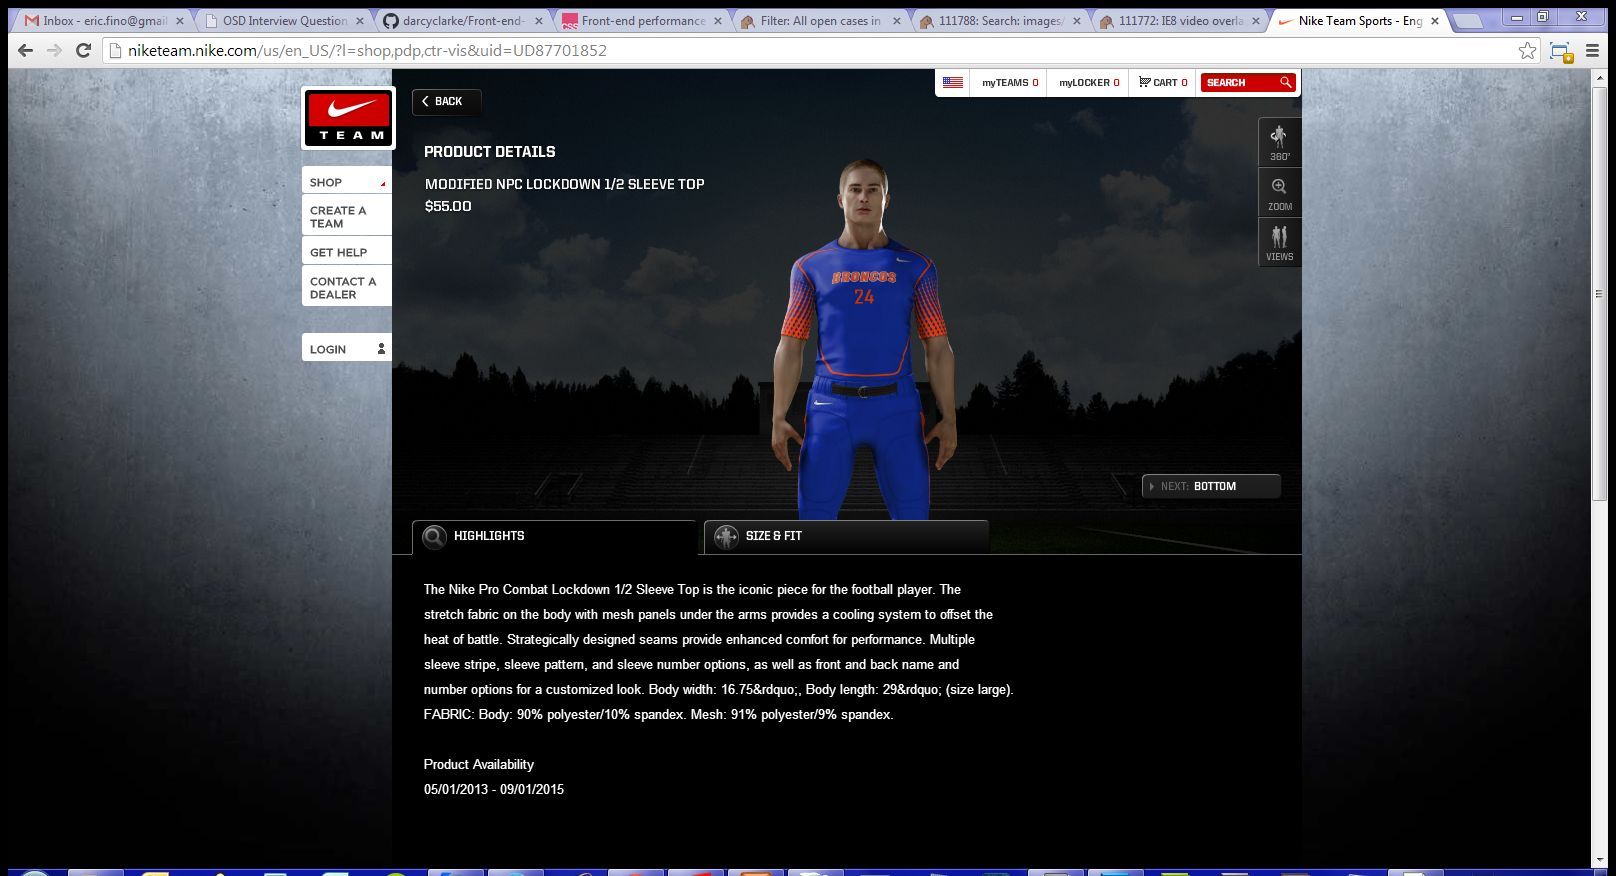 Inbox - eric.fino@gmail
OSD Interview Question
darcyclarke/Front-end-
Front-end performance
Filter: All open cases in
111788: Search: images/
111772: IE8 video overla
Nike Team Sports - Eng
niketeam.nike.com/us/en_US/?l=shop,pdp,ctr-vis&uid=UD87701852
myTEAMS 0
myLOCKER 0
CART 0
SEARCH
TEAM
BACK
SHOP
CREATE A
TEAM
GET HELP
CONTACT A
DEALER
LOGIN
PRODUCT DETAILS
MODIFIED NPC LOCKDOWN 1/2 SLEEVE TOP
$55.00
360°
ZOOM
VIEWS
BRONCOS
24
NEXT: BOTTOM
HIGHLIGHTS
SIZE & FIT
The Nike Pro Combat Lockdown 1/2 Sleeve Top is the iconic piece for the football player. The
stretch fabric on the body with mesh panels under the arms provides a cooling system to offset the
heat of battle. Strategically designed seams provide enhanced comfort for performance. Multiple
sleeve stripe, sleeve pattern, and sleeve number options, as well as front and back name and
number options for a customized look. Body width: 16.75&rdquo;, Body length: 29&rdquo; (size large).
FABRIC: Body: 90% polyester/10% spandex. Mesh: 91% polyester/9% spandex.
Product Availability
05/01/2013 - 09/01/2015